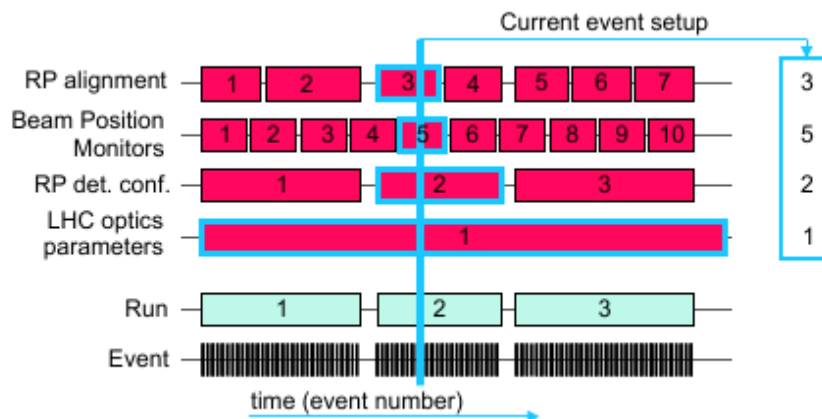 Current event setup
RP alignment 1 2 3 4 5 6 7 3
Beam Position
Monitors 1 2 3 4 5 6 7 8 9 10 5
RP det. conf. 1 2 3 2
LHC optics
parameters 1 1
Run 1 2 3
Event
time (event number)